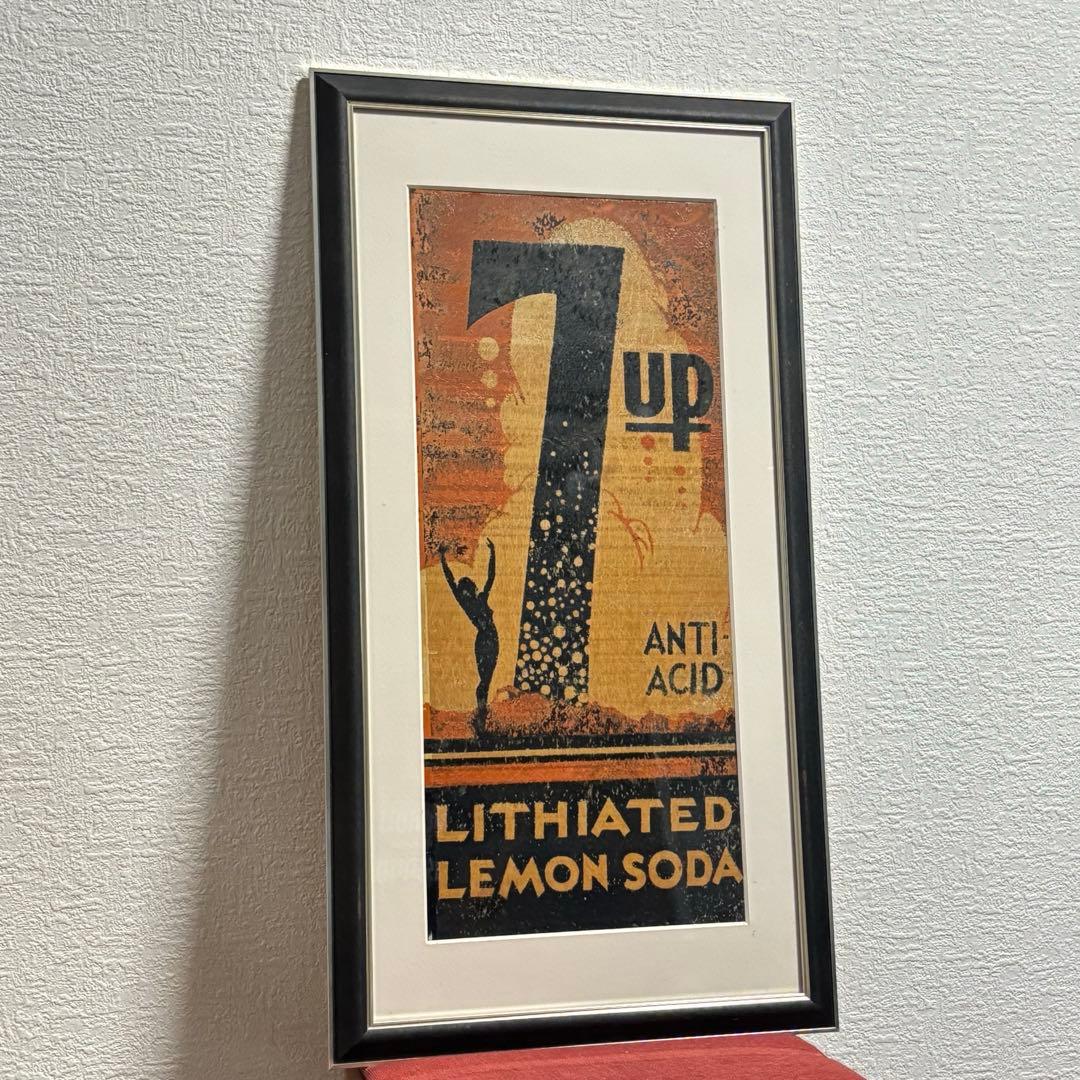 7 up
ANTI-
ACID
LITHIATED
LEMON SODA